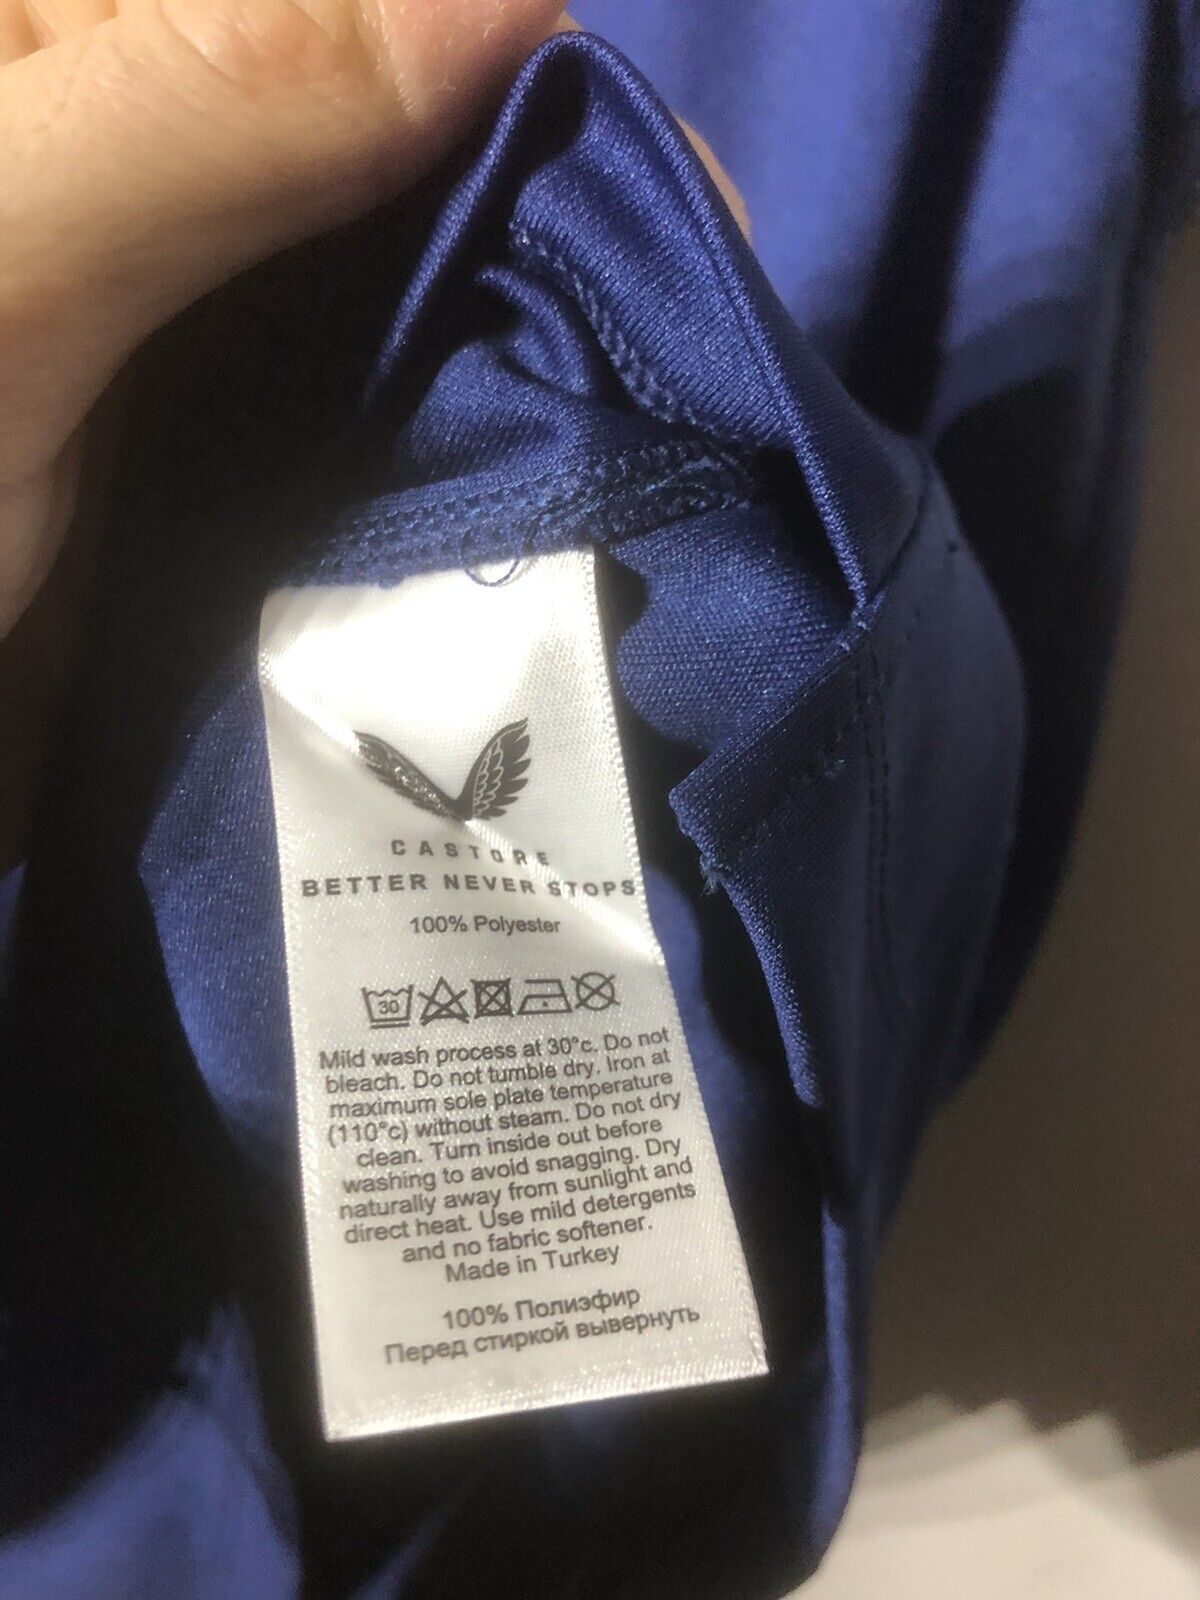 CASTORE
BETTER NEVER STOPS
100% Polyester
30
Mild wash process at 30°c. Do not
bleach. Do not tumble dry. Iron at
maximum sole plate temperature
(110°c) without steam. Do not dry
clean. Turn inside out before
washing to avoid snagging. Dry
naturally away from sunlight and
direct heat. Use mild detergents
and no fabric softener.
Made in Turkey
100% Полиэфир
Перед стиркой вывернуть